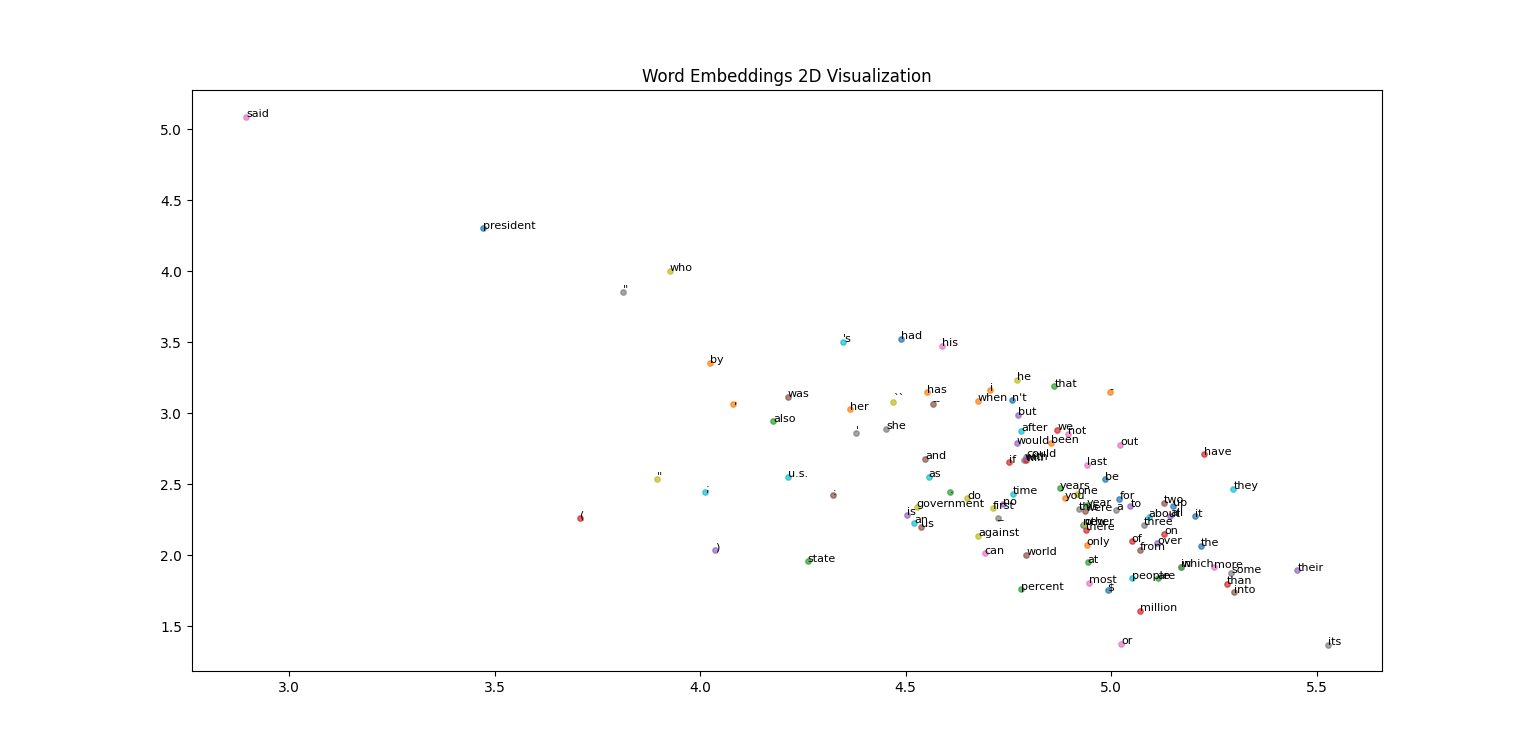 Word Embeddings 2D Visualization
5.0
4.5
4.0
3.5
3.0
2.5
2.0
1.5
said
president
who
"
's
had
his
by
he
that
was
has
i
when
n't
-
,
her
``
--
but
also
'
she
after
we
not
would
been
out
and
if
could
last
have
"
u.s.
as
be
they
;
:
.
do
time
years
one
for
(
is
government
first
no
you
year
were
a
to
two
up
an
us
_
there
about
three
it
)
state
against
can
world
only
of
from
on
over
the
at
which
more
some
their
percent
most
$
people
are
in
than
into
million
or
its
3.0
3.5
4.0
4.5
5.0
5.5